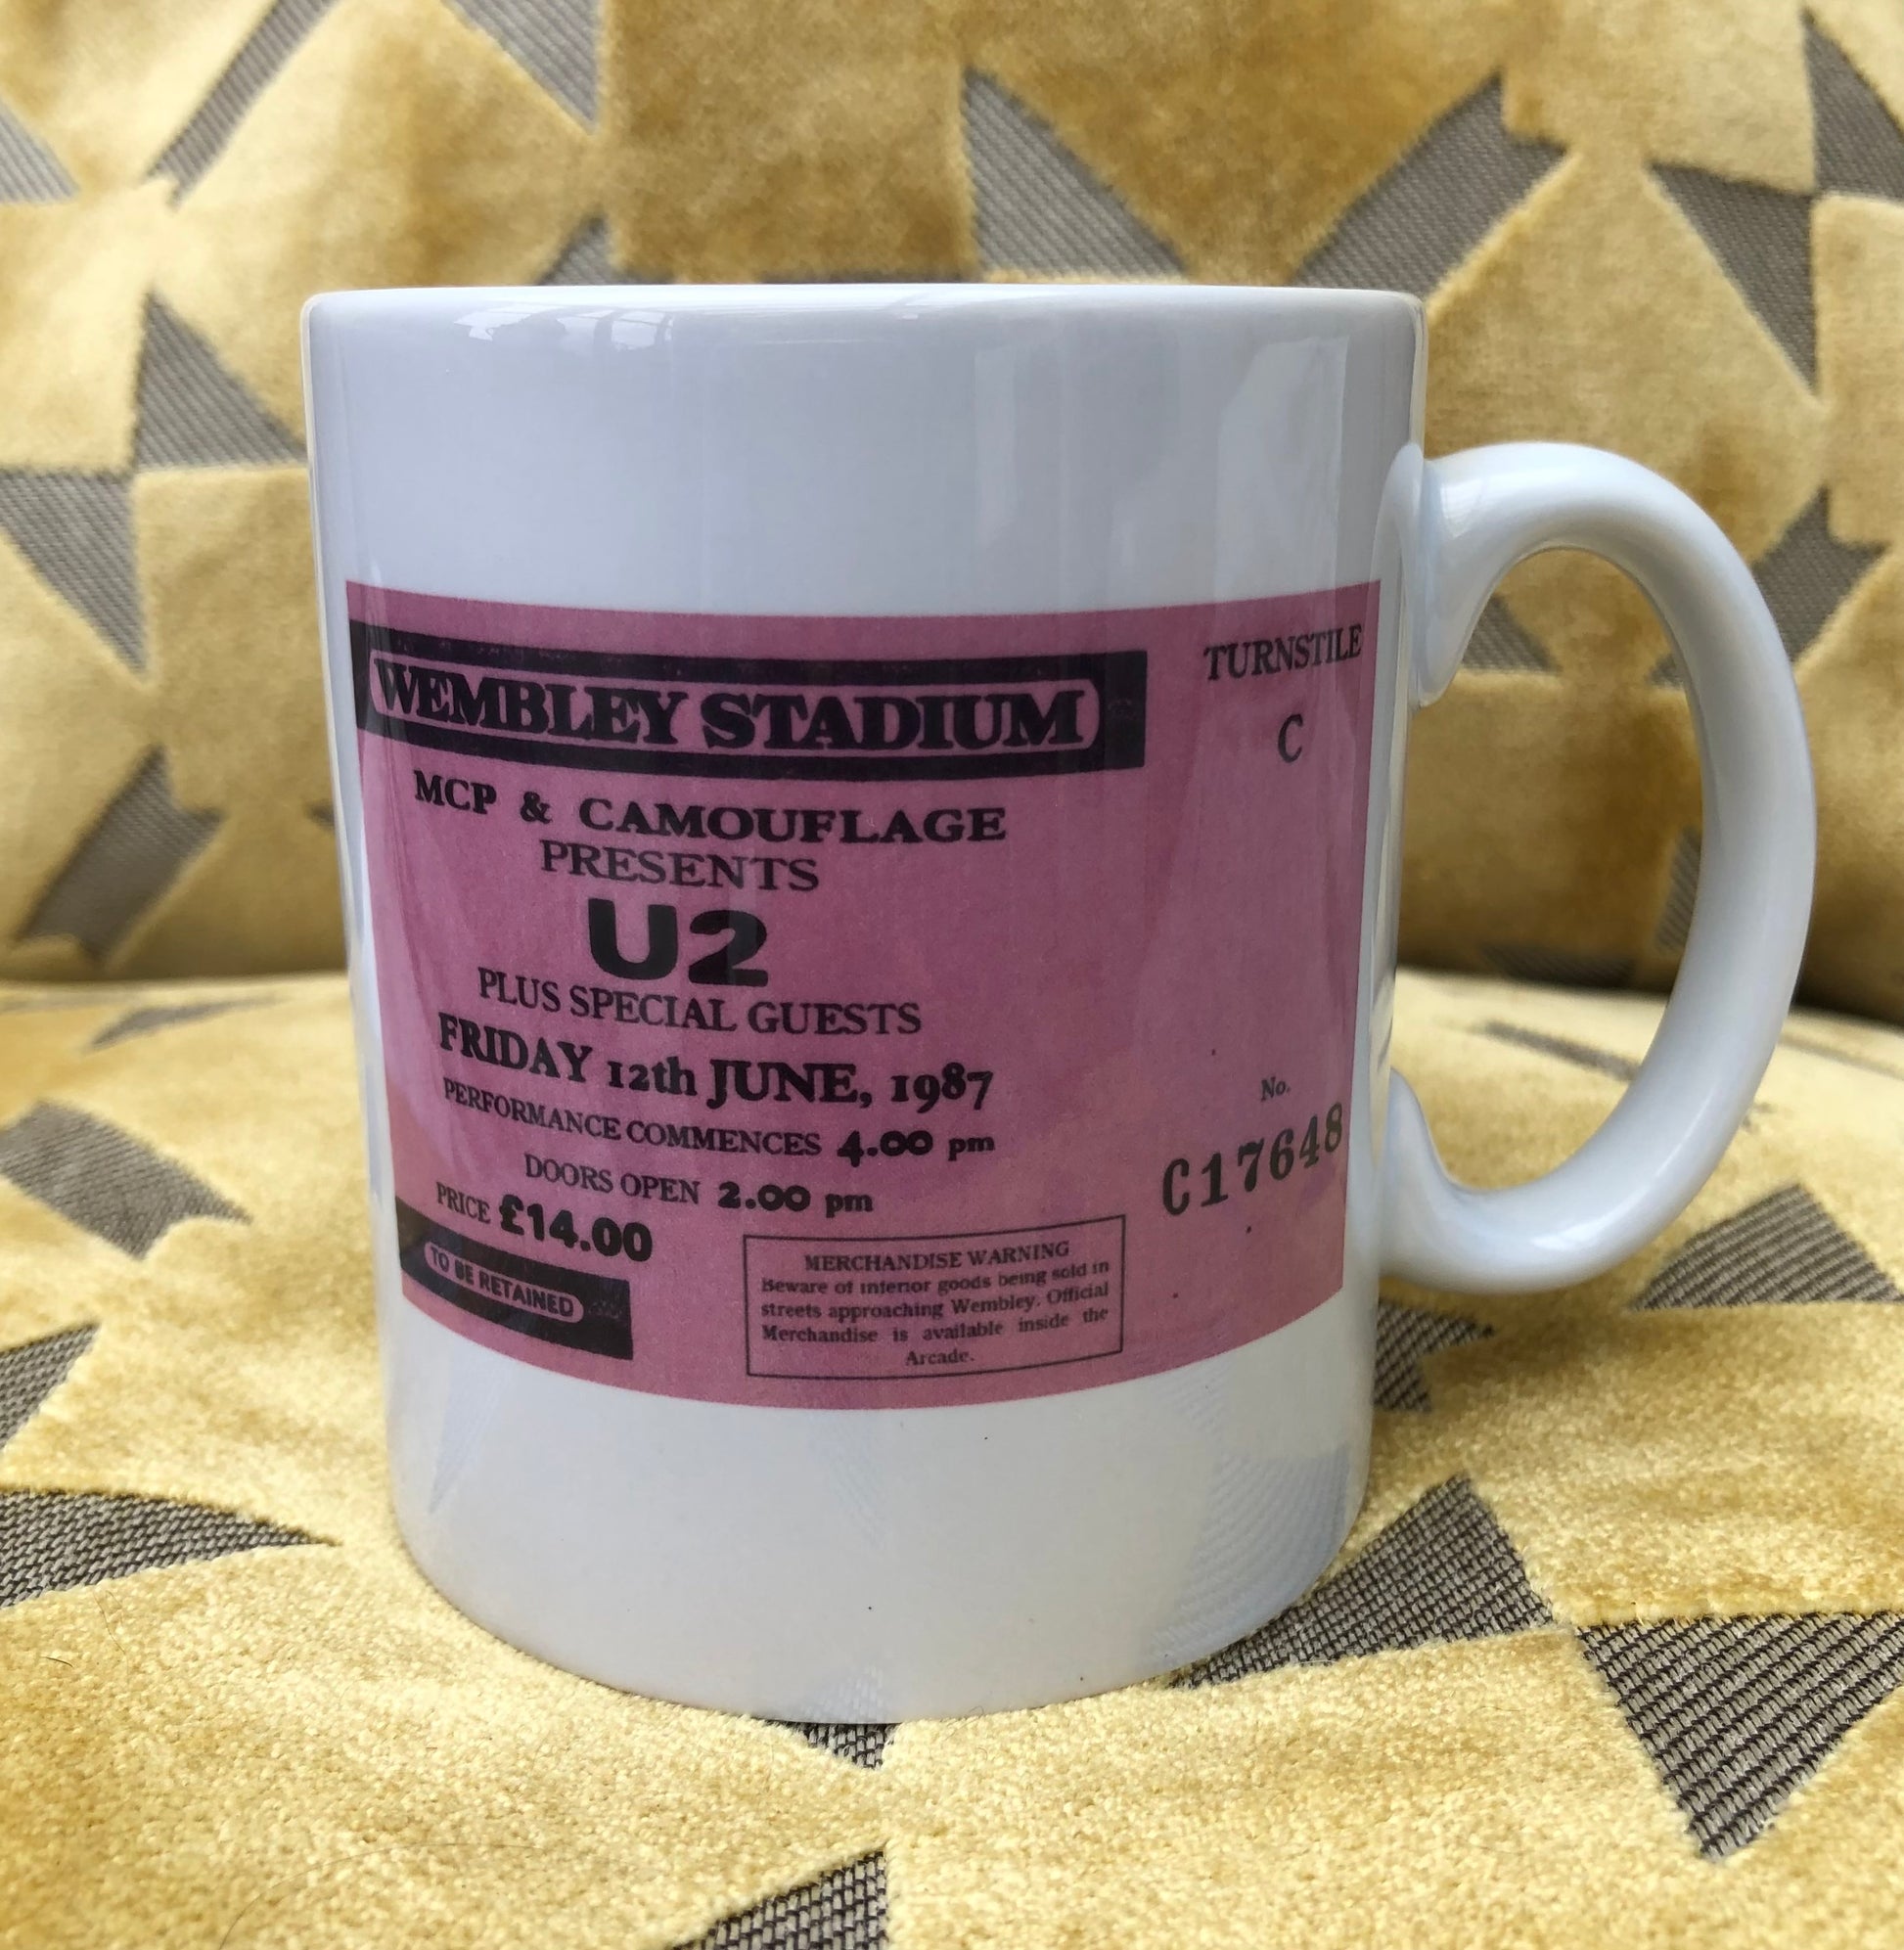 WEMBLEY STADIUM
MCP & CAMOUFLAGE
PRESENTS
U2
PLUS SPECIAL GUESTS
FRIDAY 12th JUNE, 1987
PERFORMANCE COMMENCES 4.00 pm
DOORS OPEN 2.00 pm
PRICE £14.00
TO BE RETAINED
MERCHANDISE WARNING
Beware of inferior goods being sold in
streets approaching Wembley. Official
Merchandise is available inside the
Arcade.
TURNSTILE
C
No.
C17648